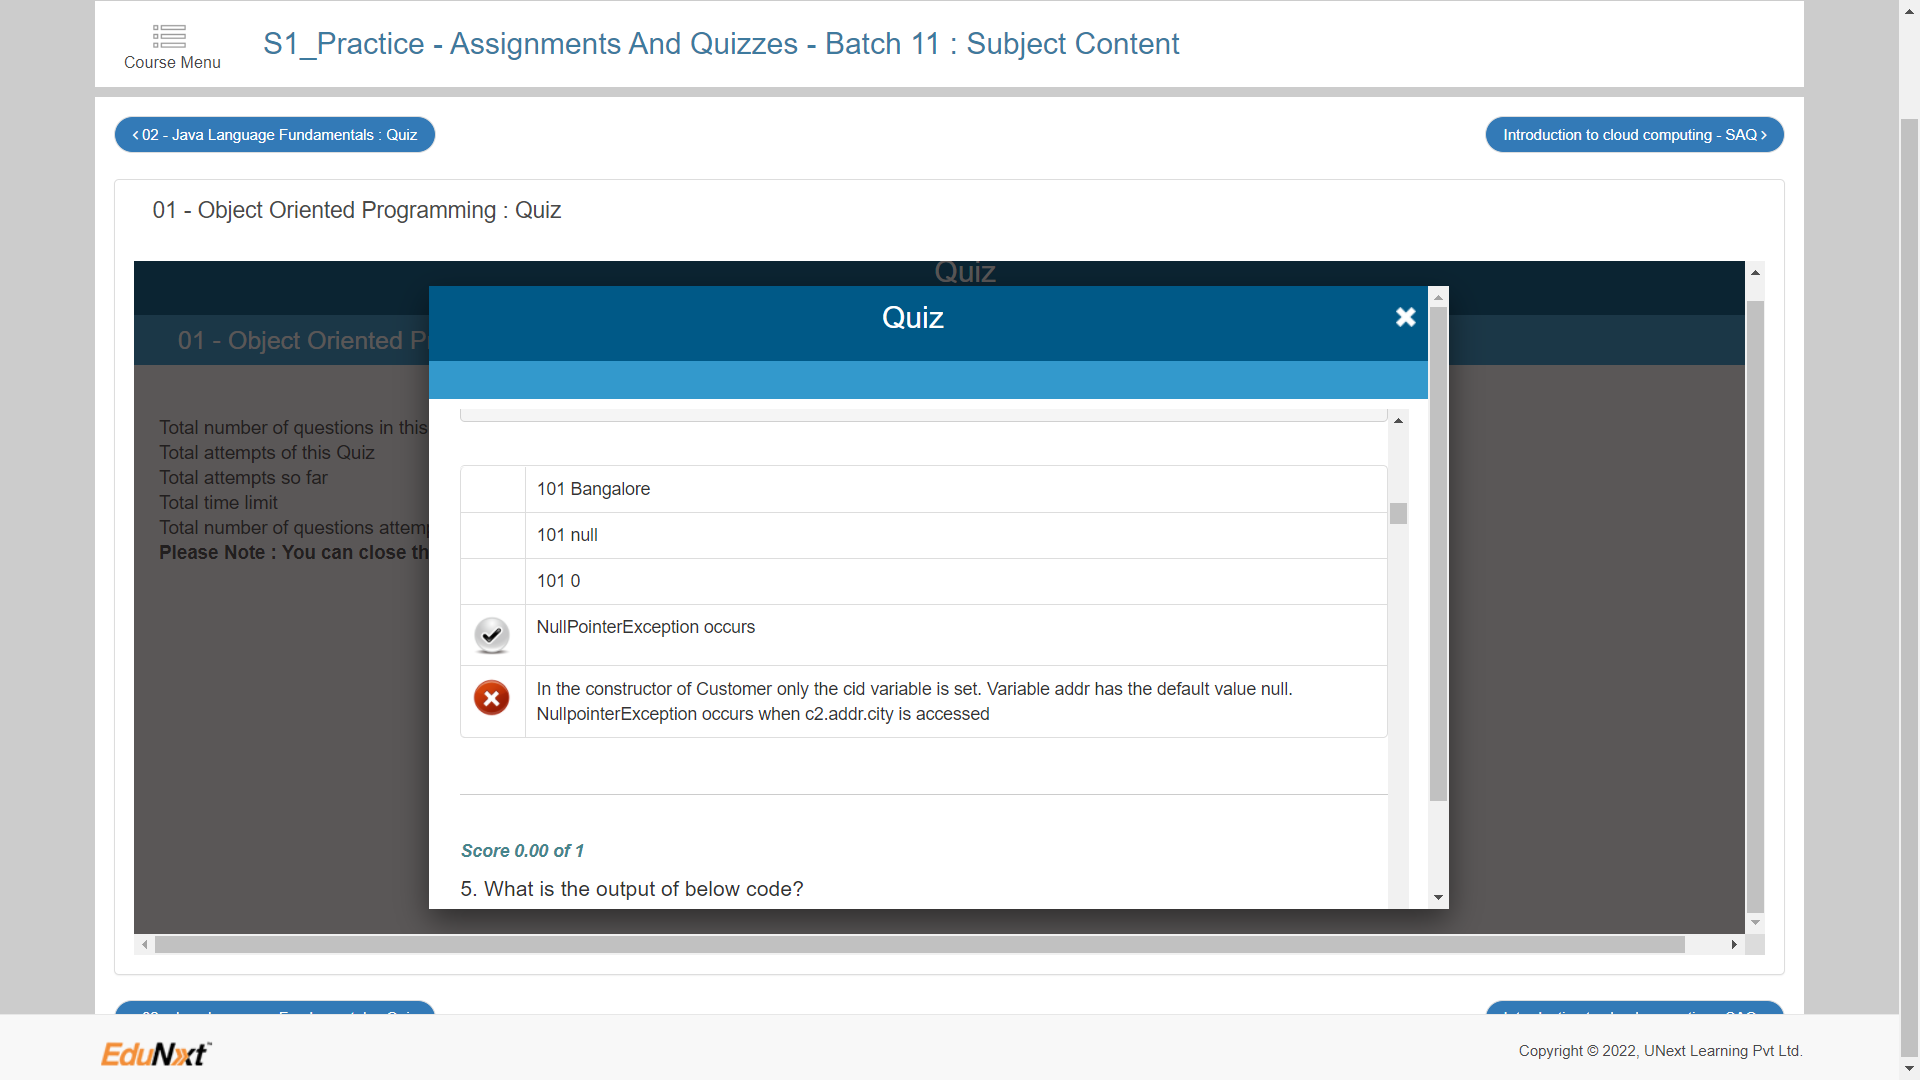 Course Menu
S1_Practice - Assignments And Quizzes - Batch 11 : Subject Content
02 - Java Language Fundamentals : Quiz
Introduction to cloud computing - SAQ
01 - Object Oriented Programming : Quiz
Quiz
Quiz
01 - Object Oriented P
Total number of questions in this
Total attempts of this Quiz
Total attempts so far
Total time limit
Total number of questions attemp
Please Note : You can close th
101 Bangalore
101 null
101 0
NullPointerException occurs
In the constructor of Customer only the cid variable is set. Variable addr has the default value null.
NullpointerException occurs when c2.addr.city is accessed
Score 0.00 of 1
5. What is the output of below code?
EduNxt™
Copyright © 2022, UNext Learning Pvt Ltd.